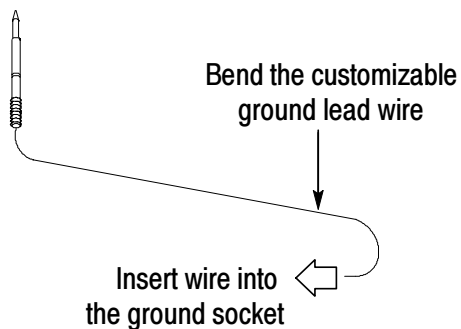 Bend the customizable
ground lead wire
Insert wire into
the ground socket